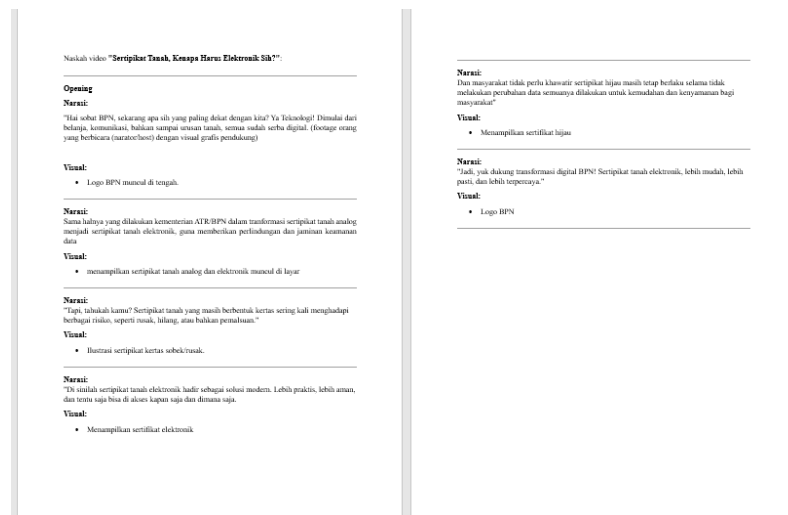 Naskah video "Sertipikat Tanah, Kenapa Harus Elektronik Sih?":
Opening
Narasi:
"Hai sobat BPN, sekarang apa sih yang paling dekat dengan kita? Ya Teknologi! Dimulai dari
belanja, komunikasi, bahkan sampai urusan tanah, semua sudah serba digital. (footage orang
yang berbicara (narator/host) dengan visual grafis pendukung)
Visual:
• Logo BPN muncul di tengah.
Narasi:
Sama halnya yang dilakukan kementerian ATR/BPN dalam tranformasi sertipikat tanah analog
menjadi sertipikat tanah elektronik, guna memberikan perlindungan dan jaminan keamanan
data
Visual:
• menampilkan sertipikat tanah analog dan elektronik muncul di layar
Narasi:
"Tapi, tahukah kamu? Sertipikat tanah yang masih berbentuk kertas sering kali menghadapi
berbagai risiko, seperti rusak, hilang, atau bahkan pemalsuan."
Visual:
• Ilustrasi sertipikat kertas sobek/rusak.
Narasi:
"Di sinilah sertipikat tanah elektronik hadir sebagai solusi modern. Lebih praktis, lebih aman,
dan tentu saja bisa di akses kapan saja dan dimana saja.
Visual:
• Menampilkan sertifikat elektronik
Narasi:
Dan masyarakat tidak perlu khawatir sertipikat hijau masih tetap berlaku selama tidak
melakukan perubahan data semuanya dilakukan untuk kemudahan dan kenyamanan bagi
masyarakat"
Visual:
• Menampilkan sertifikat hijau
Narasi:
"Jadi, yuk dukung transformasi digital BPN! Sertipikat tanah elektronik, lebih mudah, lebih
pasti, dan lebih terpercaya."
Visual:
• Logo BPN